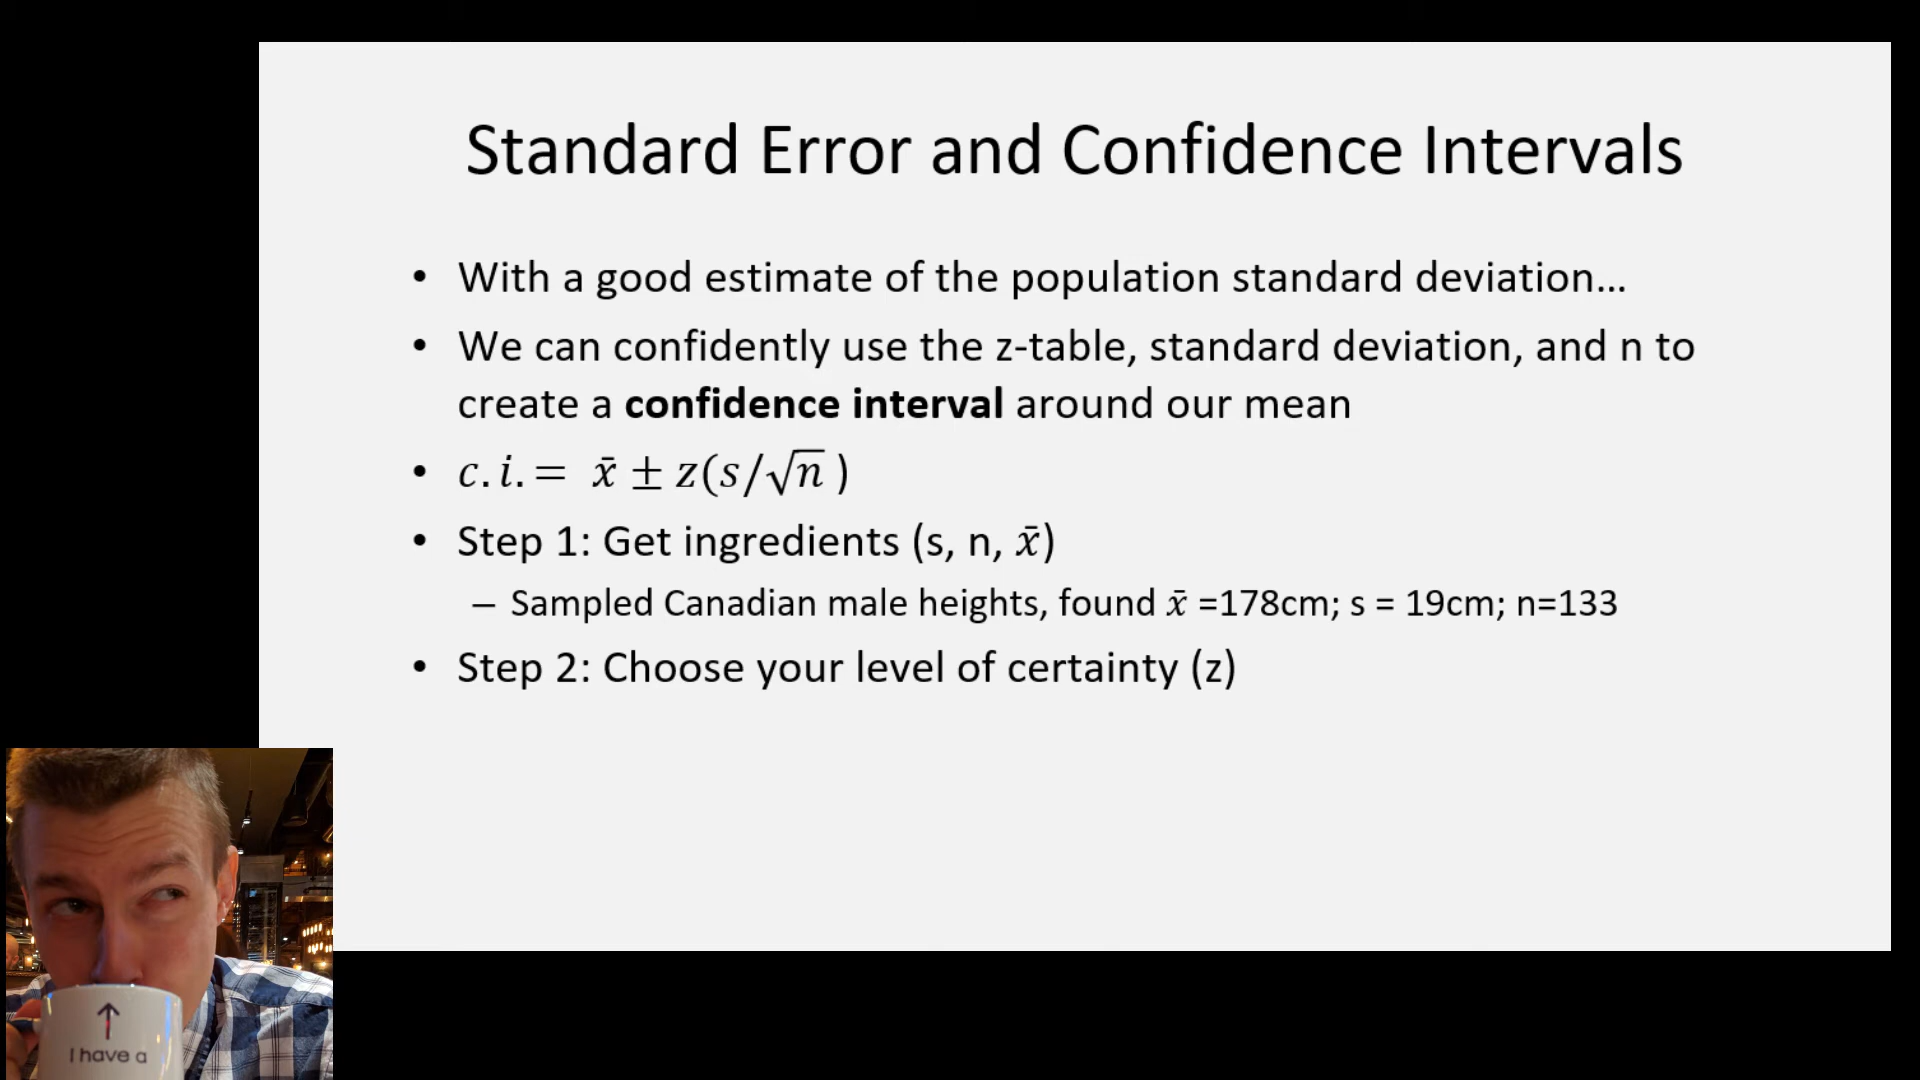 Standard Error and Confidence Intervals
• With a good estimate of the population standard deviation…
• We can confidently use the z-table, standard deviation, and n to
create a confidence interval around our mean
• c.i.= x̄ ± z(s/√n )
• Step 1: Get ingredients (s, n, x̄)
– Sampled Canadian male heights, found x̄ =178cm; s = 19cm; n=133
• Step 2: Choose your level of certainty (z)
↑
I have a